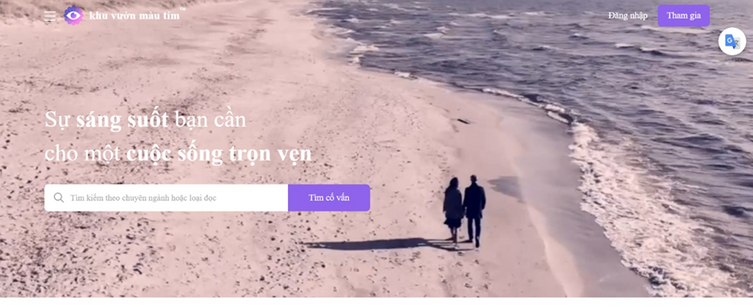 khu vườn màu tím™
Đăng nhập
Tham gia
Sự sáng suốt bạn cần
cho một cuộc sống trọn vẹn
Tìm kiếm theo chuyên ngành hoặc loại đọc
Tìm cố vấn